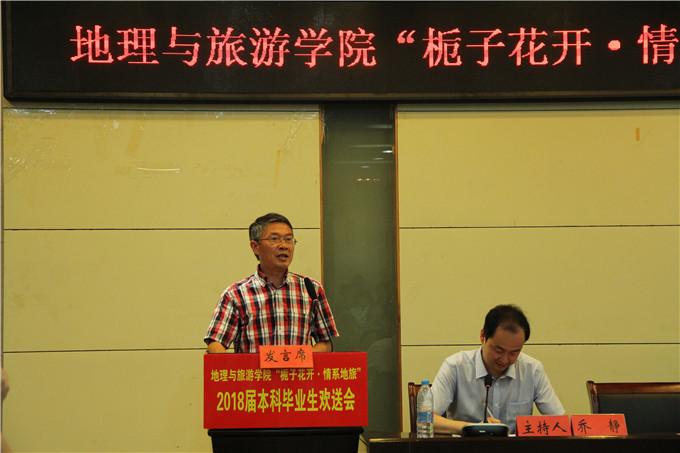 地理与旅游学院“栀子花开·情
发言席
地理与旅游学院“栀子花开·情系地旅”
2018届本科毕业生欢送会
主持人 乔 静